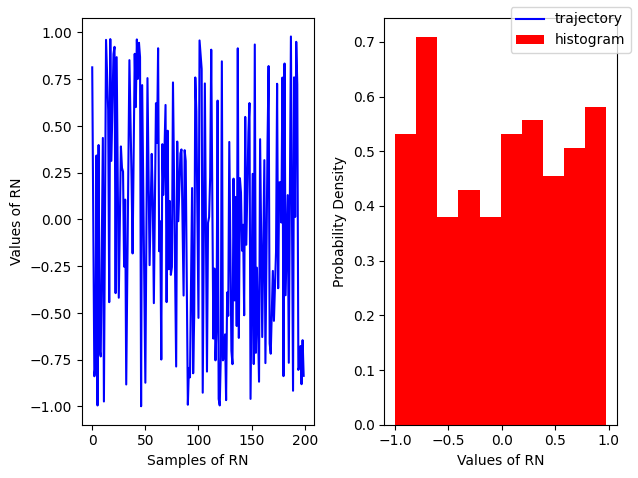 1.00
0.75
0.50
0.25
0.00
−0.25
−0.50
−0.75
−1.00
0 50 100 150 200
Values of RN
Samples of RN
trajectory
histogram
0.7
0.6
0.5
0.4
0.3
0.2
0.1
0.0
−1.0 −0.5 0.0 0.5 1.0
Probability Density
Values of RN